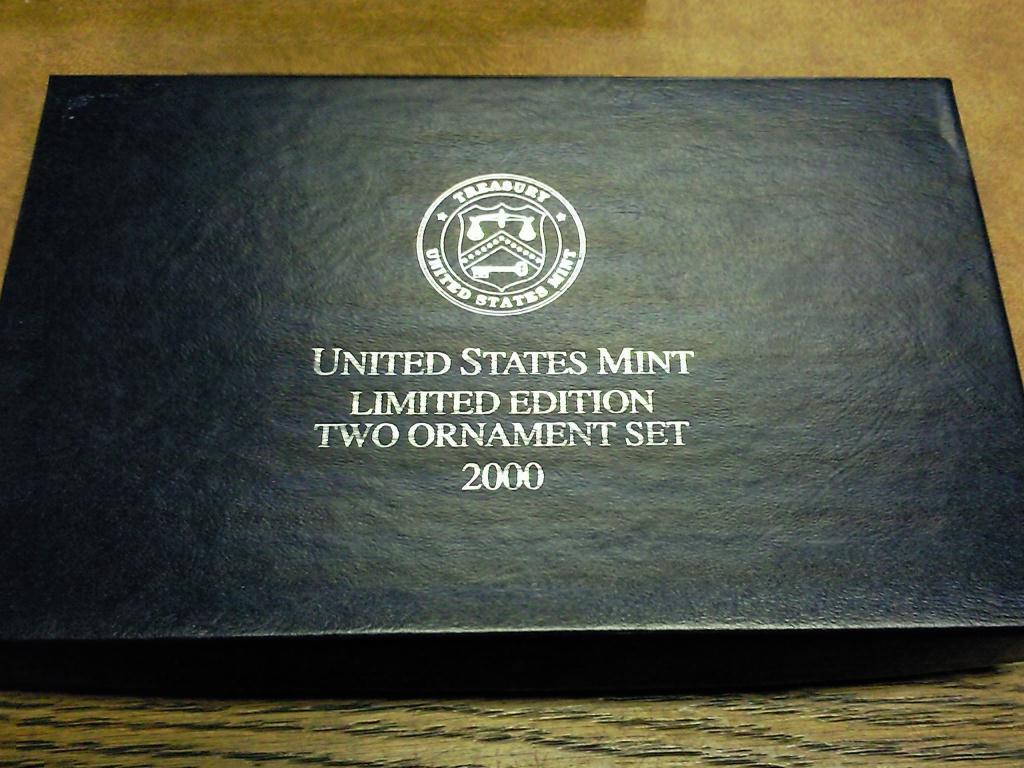 TREASURY
UNITED STATES MINT
UNITED STATES MINT
LIMITED EDITION
TWO ORNAMENT SET
2000